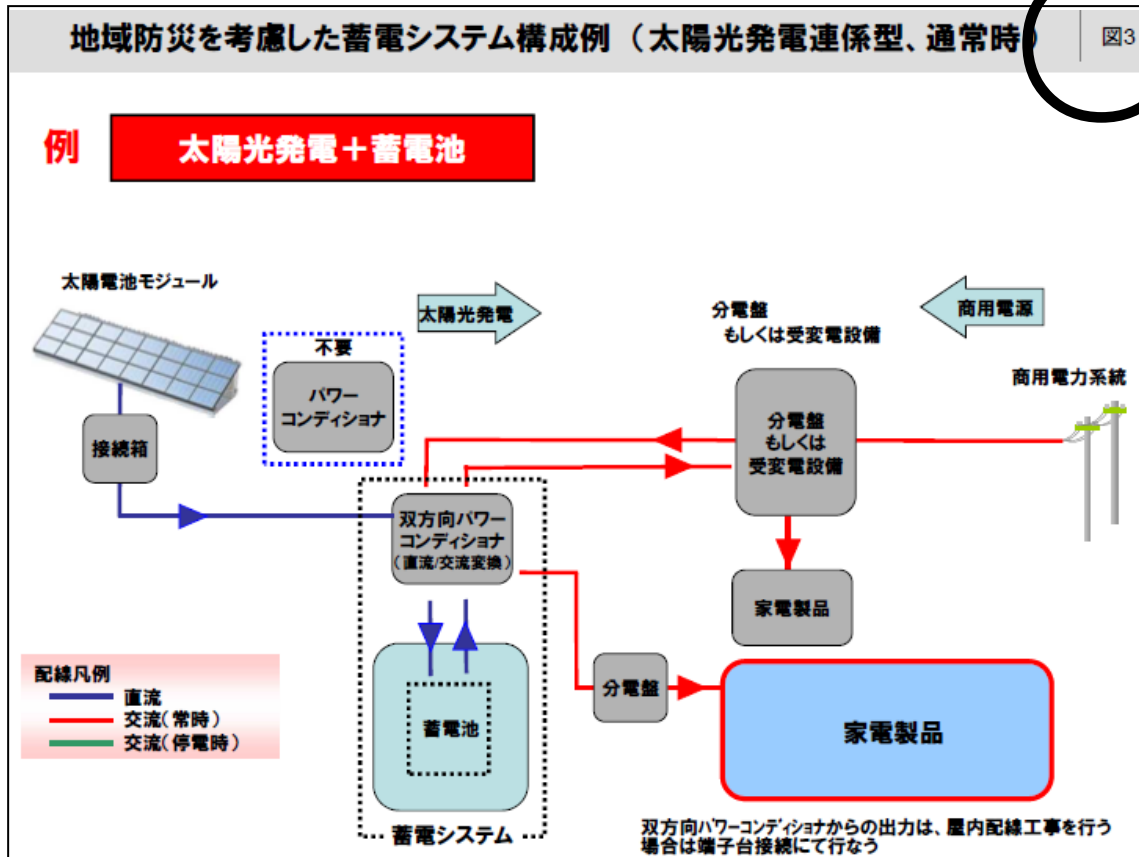 地域防災を考慮した蓄電システム構成例（太陽光発電連係型、通常時）
図3
例
太陽光発電＋蓄電池
太陽電池モジュール
太陽光発電
分電盤
もしくは受変電設備
商用電源
不要
パワー
コンディショナ
商用電力系統
接続箱
分電盤
もしくは
受変電設備
双方向パワー
コンディショナ
（直流/交流変換）
家電製品
配線凡例
直流
交流（常時）
交流（停電時）
蓄電池
分電盤
家電製品
蓄電システム
双方向ﾊﾟﾜｰｺﾝﾃﾞｨｼｮﾅからの出力は、屋内配線工事を行う
場合は端子台接続にて行なう